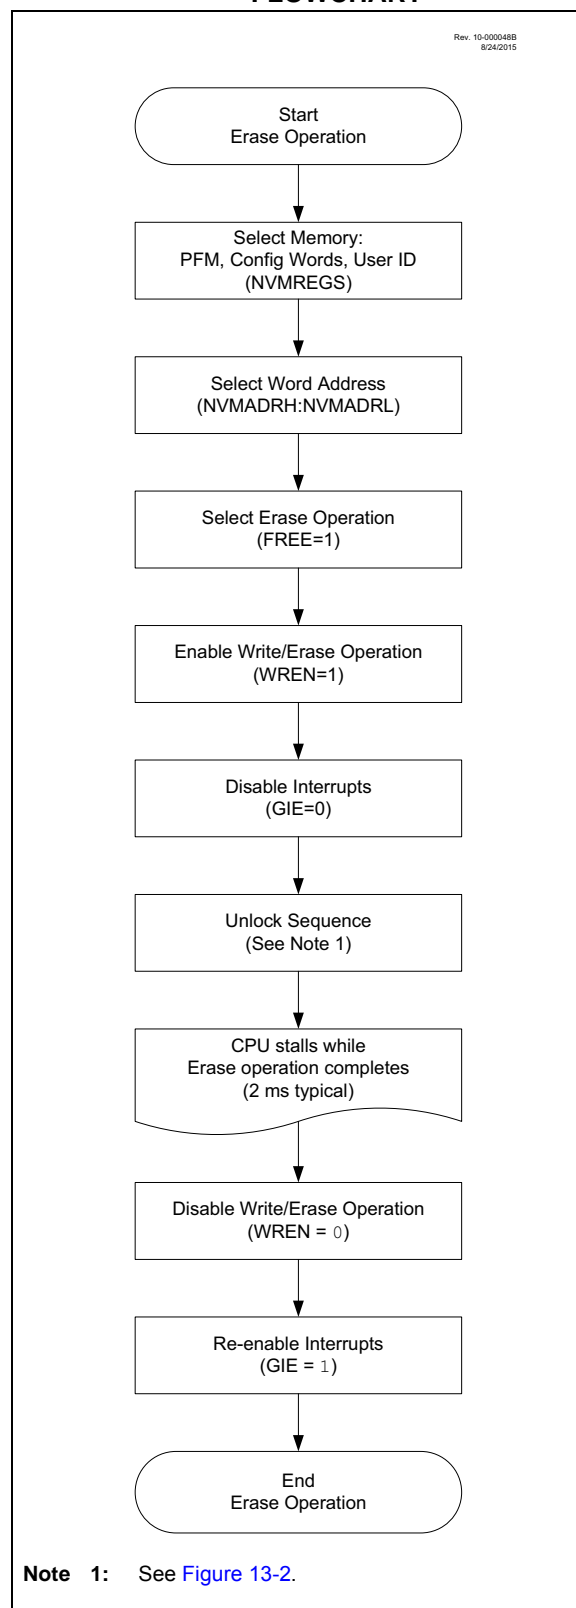 FLOWCHART
Rev. 10-000048B
8/24/2015
Start
Erase Operation
Select Memory:
PFM, Config Words, User ID
(NVMREGS)
Select Word Address
(NVMADRH:NVMADRL)
Select Erase Operation
(FREE=1)
Enable Write/Erase Operation
(WREN=1)
Disable Interrupts
(GIE=0)
Unlock Sequence
(See Note 1)
CPU stalls while
Erase operation completes
(2 ms typical)
Disable Write/Erase Operation
(WREN = 0)
Re-enable Interrupts
(GIE = 1)
End
Erase Operation
Note 1: See Figure 13-2.